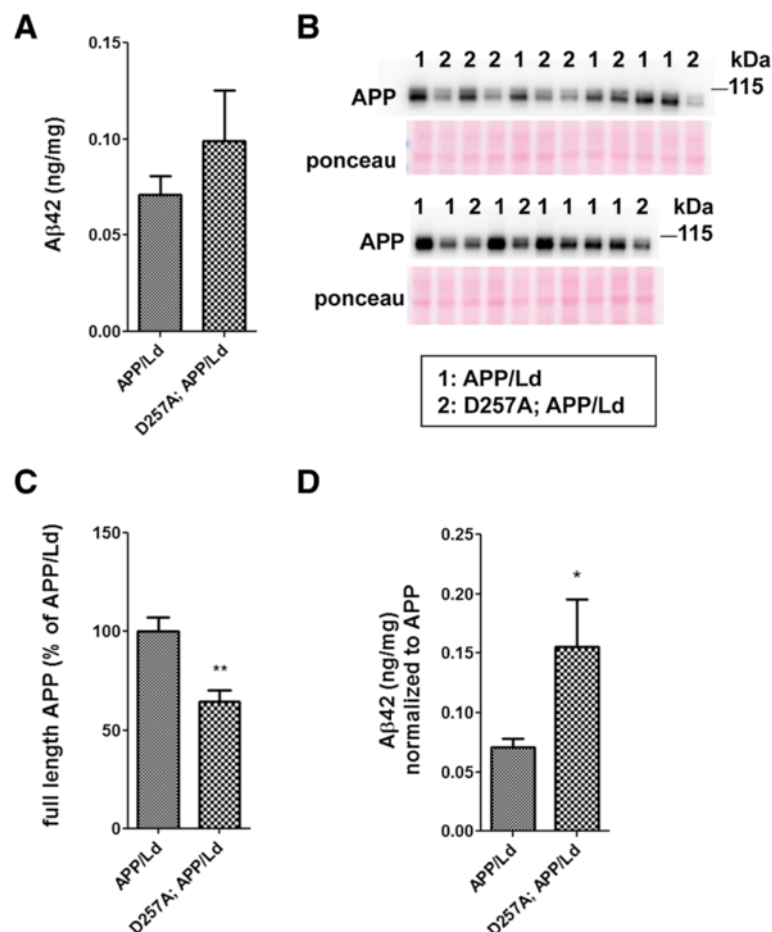 A
Aβ42 (ng/mg)
0.15
0.10
0.05
0.00
APP/Ld
D257A; APP/Ld
B
1 2 2 2 1 2 2 1 2 1 1 2 kDa
APP
115
ponceau
1 1 2 1 2 1 1 1 1 2 kDa
APP
115
ponceau
1: APP/Ld
2: D257A; APP/Ld
C
full length APP (% of APP/Ld)
150
100
50
0
**
APP/Ld
D257A; APP/Ld
D
Aβ42 (ng/mg)
normalized to APP
0.25
0.20
0.15
0.10
0.05
0.00
*
APP/Ld
D257A; APP/Ld